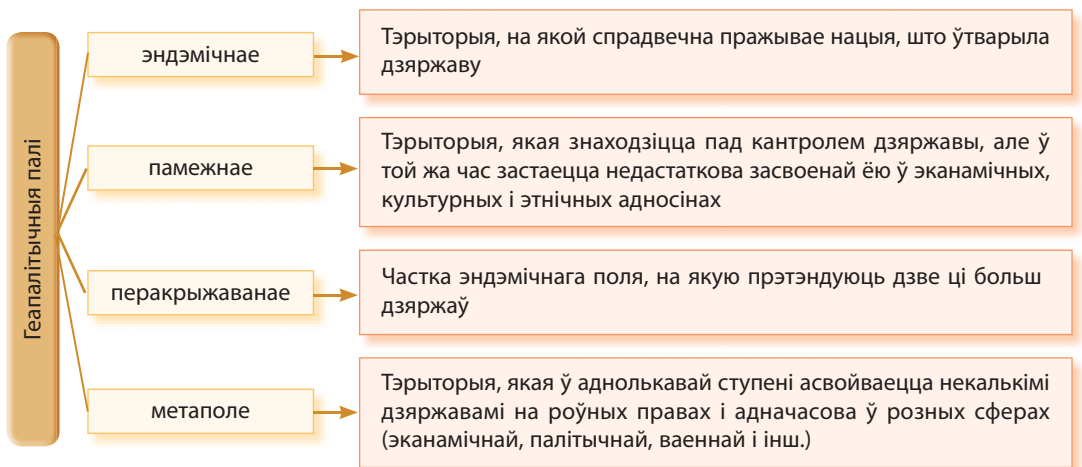 Геапалітычныя палі
эндэмічнае
Тэрыторыя, на якой спрадвечна пражывае нацыя, што ўтварыла
дзяржаву
памежнае
Тэрыторыя, якая знаходзіцца пад кантролем дзяржавы, але ў
той жа час застаецца недастаткова засвоенай ёю ў эканамічных,
культурных і этнічных адносінах
перакрыжаванае
Частка эндэмічнага поля, на якую прэтэндуюць дзве ці больш
дзяржаў
метаполе
Тэрыторыя, якая ў аднолькавай ступені асвойваецца некалькімі
дзяржавамі на роўных правах і адначасова ў розных сферах
(эканамічнай, палітычнай, ваеннай і інш.)